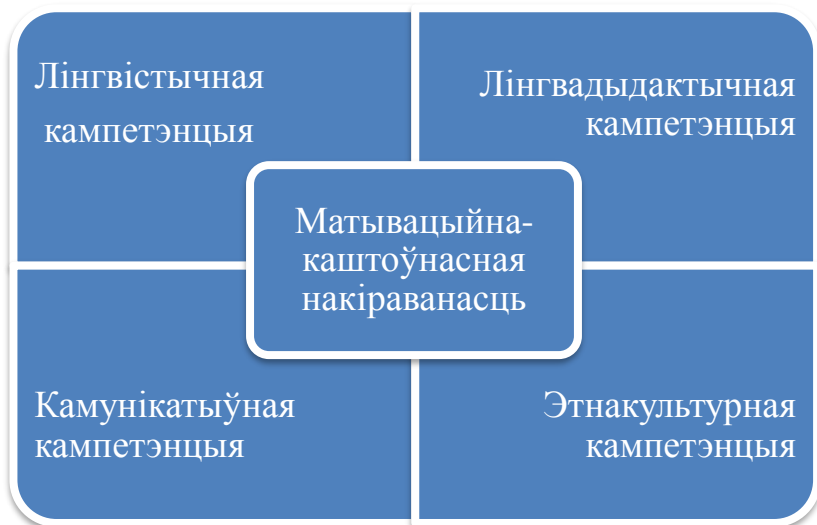 Лінгвістычная
кампетэнцыя
Лінгвадыдактычная
кампетэнцыя
Матывацыйна-
каштоўнасная
накіраванасць
Камунікатыўная
кампетэнцыя
Этнакультурная
кампетэнцыя